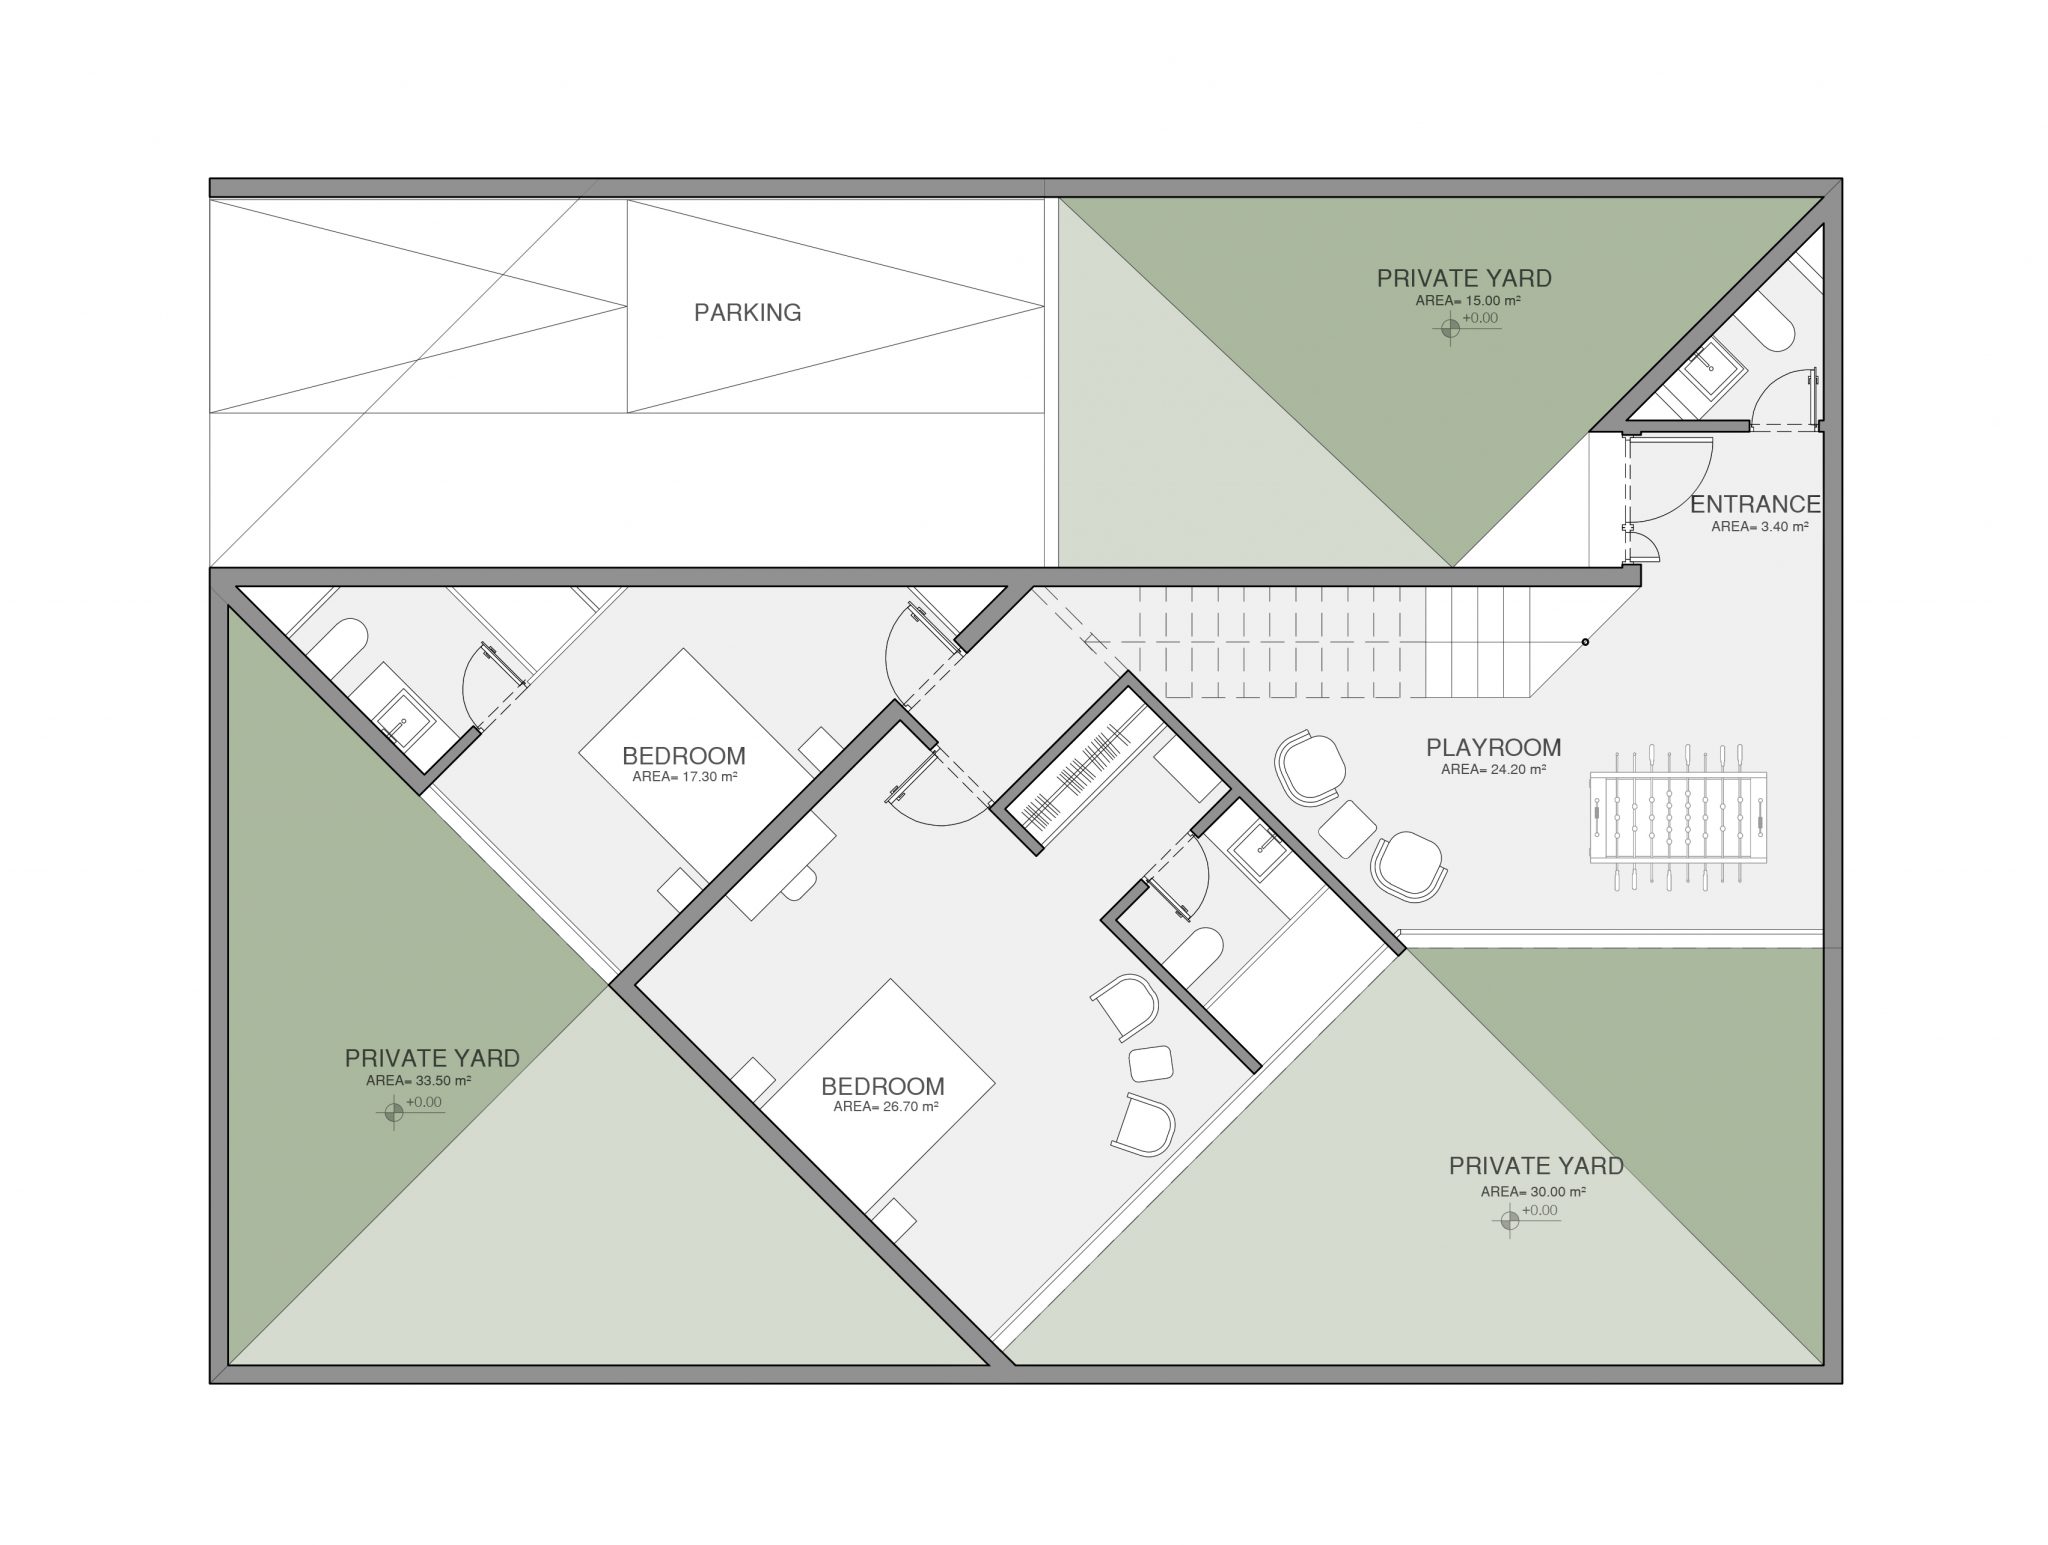 PRIVATE YARD
AREA= 15.00 m²
+0.00
PARKING
ENTRANCE
AREA= 3.40 m²
BEDROOM
AREA= 17.30 m²
PLAYROOM
AREA= 24.20 m²
PRIVATE YARD
AREA= 33.50 m²
+0.00
BEDROOM
AREA= 26.70 m²
PRIVATE YARD
AREA= 30.00 m²
+0.00